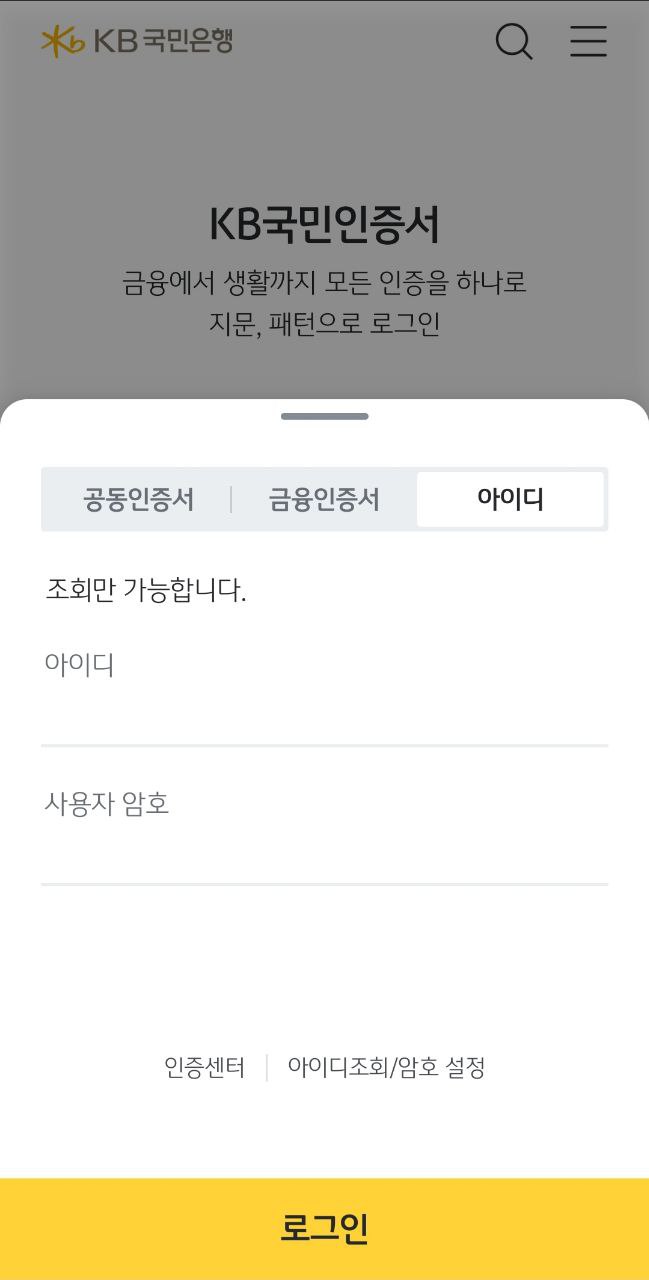 KB 국민은행
KB국민인증서
금융에서 생활까지 모든 인증을 하나로
지문, 패턴으로 로그인
공동인증서 금융인증서 아이디
조회만 가능합니다.
아이디
사용자 암호
인증센터 아이디조회/암호 설정
로그인